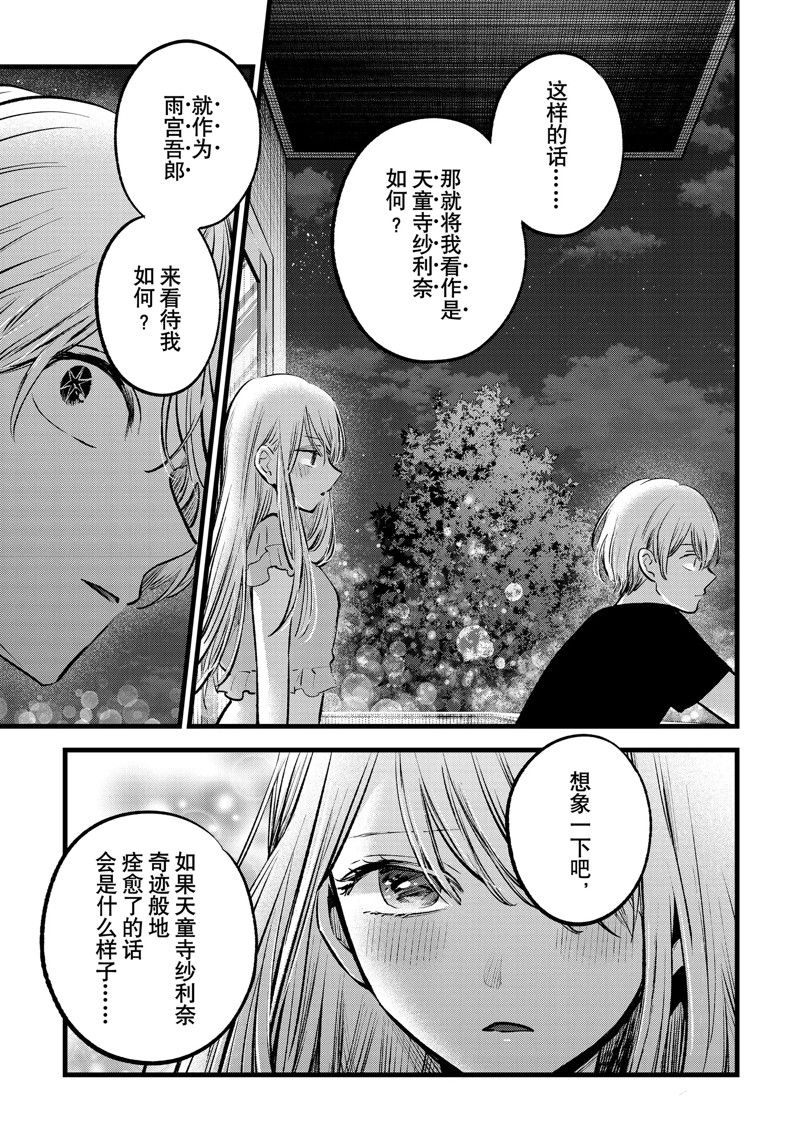 这样的话……
那就将我看作是
天童寺纱利奈
如何？
就作为
雨宫吾郎
来看待我
如何？
想象一下吧，
如果天童寺纱利奈
奇迹般地
痊愈了的话
会是什么样子……